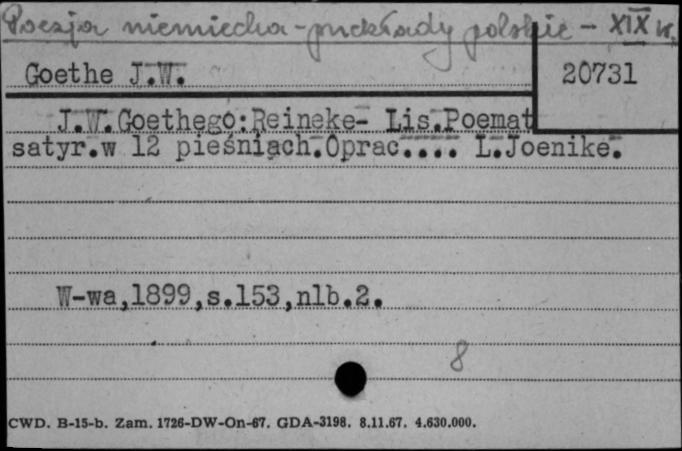 Poezja niemiecka - przekłady polskie - XIX w.
Goethe J.W.
20731
J.W.Goethego:Reineke- Lis.Poemat
satyr.w 12 pieśniach.Oprac.... L.Joenike.
W-wa,1899,s.153,nlb.2.
8
CWD. B-15-b. Zam. 1726-DW-On-67. GDA-3198. 8.11.67. 4.630.000.